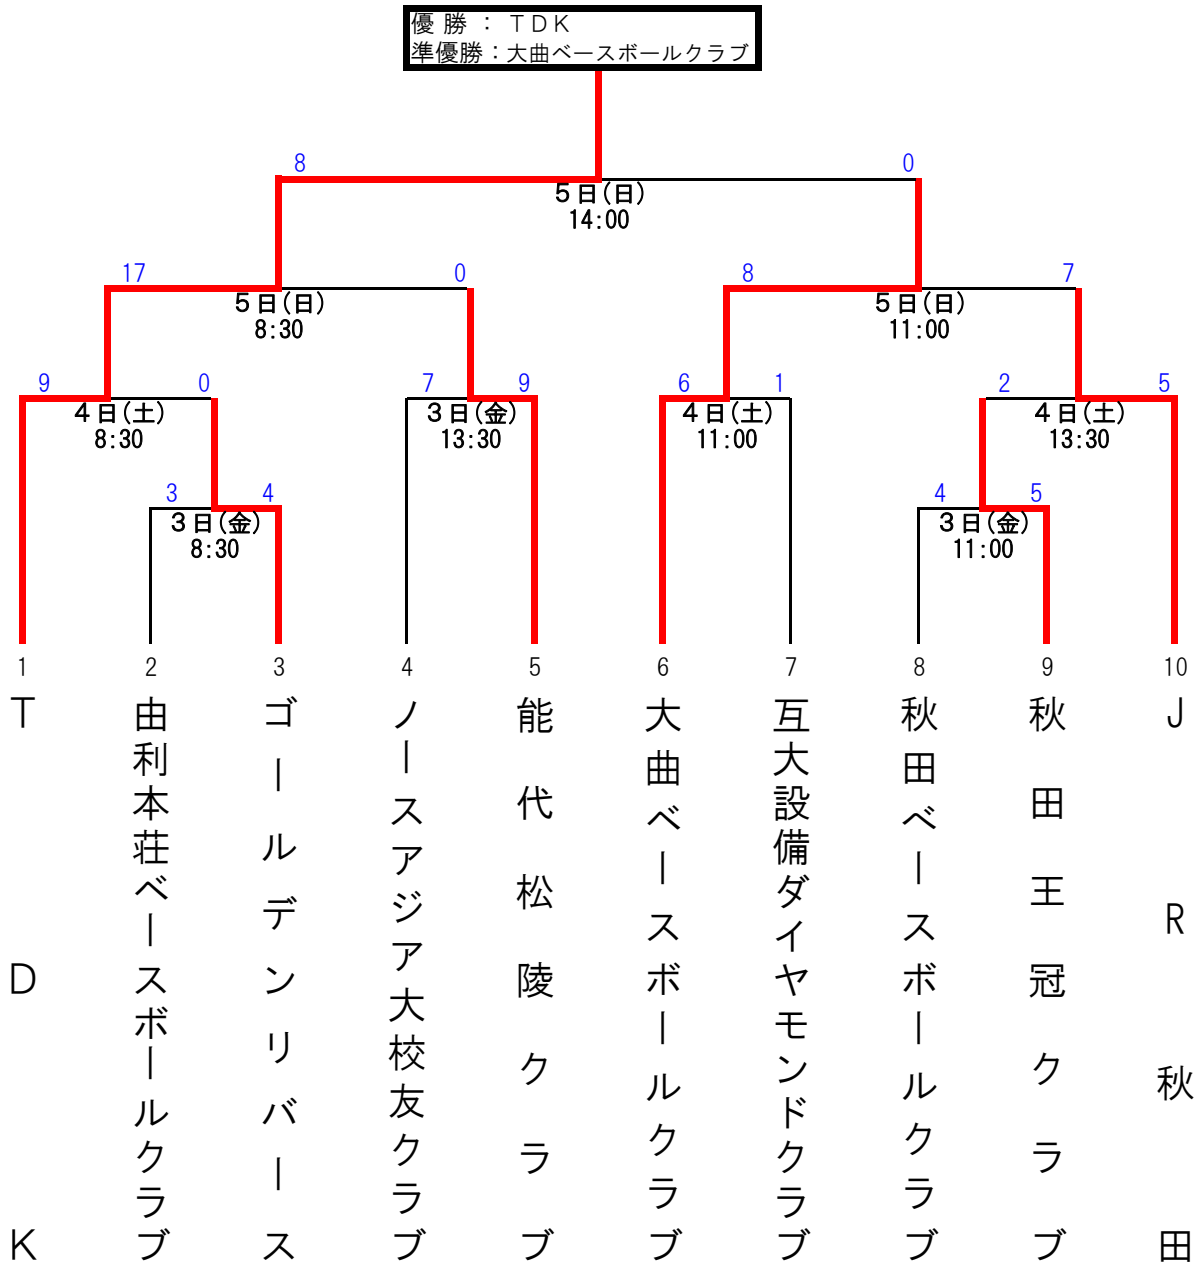 優 勝 : TDK
準優勝:大曲ベースボールクラブ
8 0
5日(日)
14:00
17 0 8 7
5日(日) 5日(日)
8:30 11:00
9 0 7 9 6 1 2 5
4日(土) 3日(金) 4日(土) 4日(土)
8:30 13:30 11:00 13:30
3 4 4 5
3日(金) 3日(金)
8:30 11:00
1 2 3 4 5 6 7 8 9 10
TDK
由利本荘ベースボールクラブ
ゴールデンリバース
ノースアジア大校友クラブ
能代松陵クラブ
大曲ベースボールクラブ
互大設備ダイヤモンドクラブ
秋田ベースボールクラブ
秋田王冠クラブ
JR秋田